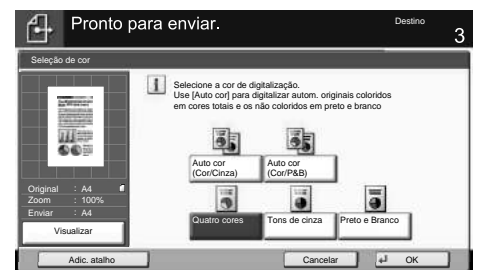 Pronto para enviar.
Destino
3
Seleção de cor
Selecione a cor de digitalização.
Use [Auto cor] para digitalizar autom. originais coloridos
em cores totais e os não coloridos em preto e branco
Auto cor
(Cor/Cinza)
Auto cor
(Cor/P&B)
Original : A4
Zoom : 100%
Enviar : A4
Quatro cores
Tons de cinza
Preto e Branco
Visualizar
Adic. atalho
Cancelar
OK